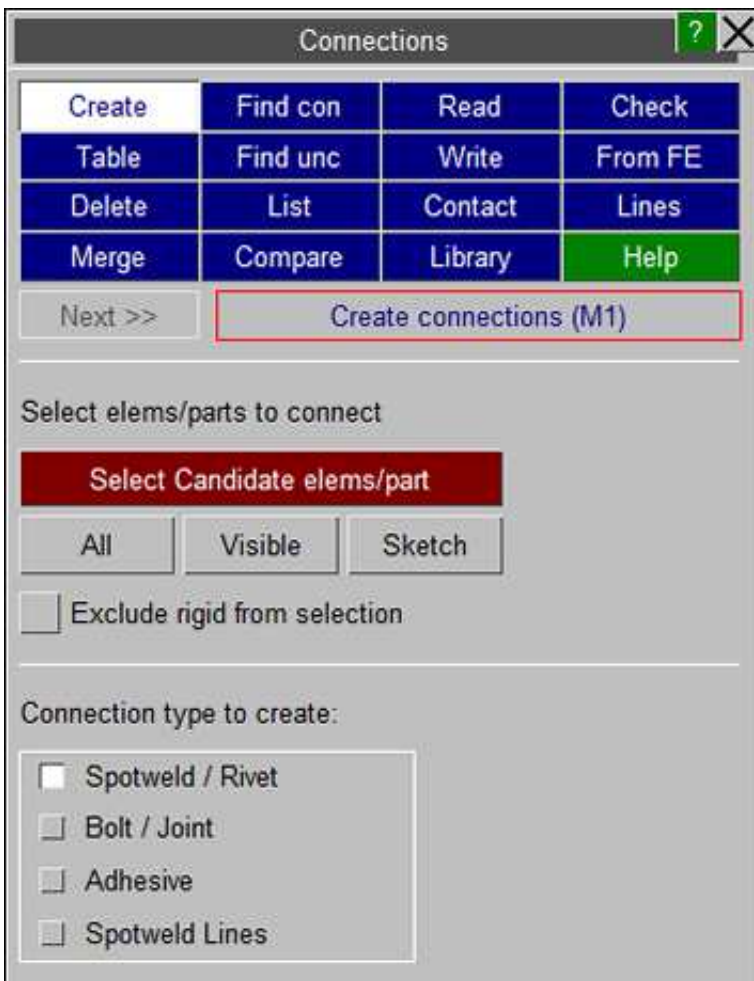 Connections ? X
Create Find con Read Check
Table Find unc Write From FE
Delete List Contact Lines
Merge Compare Library Help
Next >> Create connections (M1)
Select elems/parts to connect
Select Candidate elems/part
All Visible Sketch
Exclude rigid from selection
Connection type to create:
Spotweld / Rivet
Bolt / Joint
Adhesive
Spotweld Lines